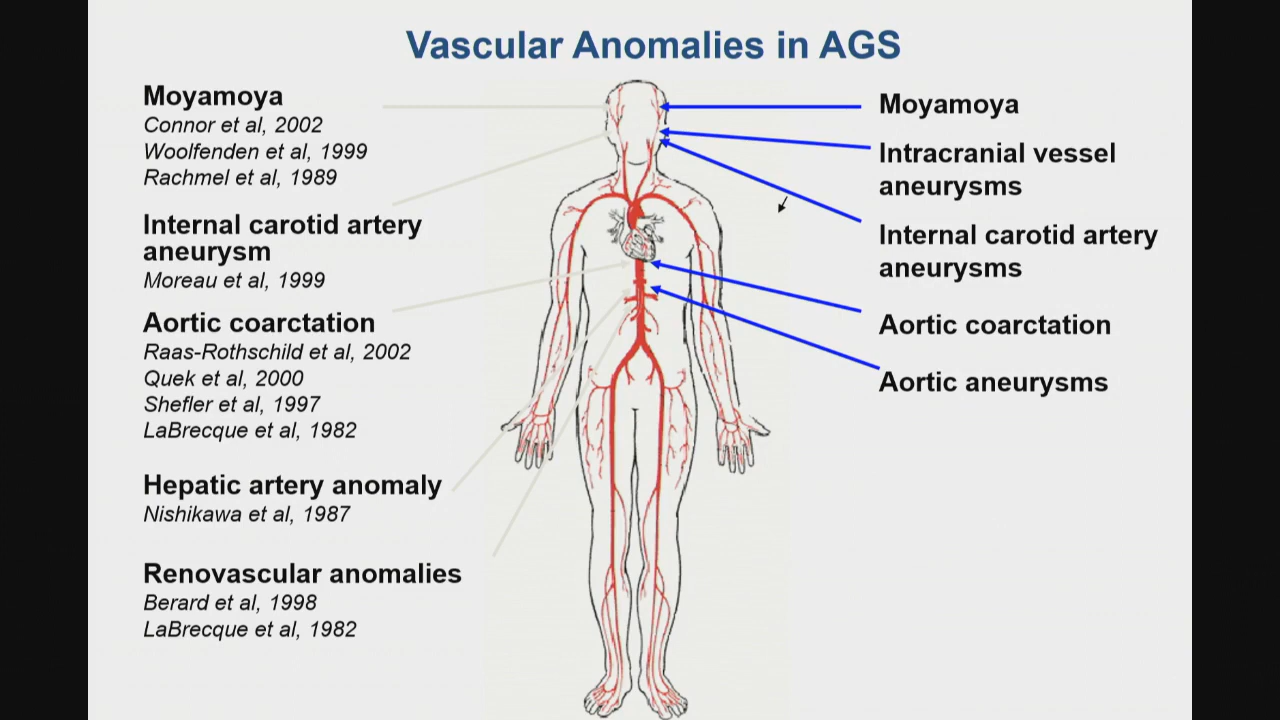 Vascular Anomalies in AGS
Moyamoya
Connor et al, 2002
Woolfenden et al, 1999
Rachmel et al, 1989
Internal carotid artery
aneurysm
Moreau et al, 1999
Aortic coarctation
Raas-Rothschild et al, 2002
Quek et al, 2000
Shefler et al, 1997
LaBrecque et al, 1982
Hepatic artery anomaly
Nishikawa et al, 1987
Renovascular anomalies
Berard et al, 1998
LaBrecque et al, 1982
Moyamoya
Intracranial vessel
aneurysms
Internal carotid artery
aneurysms
Aortic coarctation
Aortic aneurysms